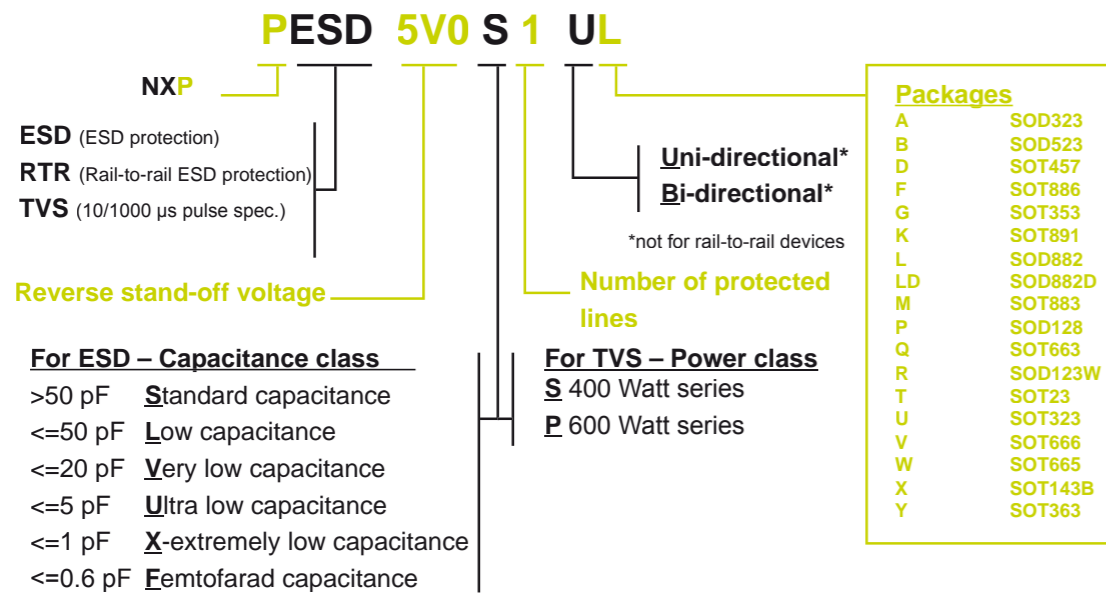 PESD 5V0 S 1 UL
NXP
ESD (ESD protection)
RTR (Rail-to-rail ESD protection)
TVS (10/1000 µs pulse spec.)
Uni-directional*
Bi-directional*
*not for rail-to-rail devices
Reverse stand-off voltage
Number of protected
lines
For ESD – Capacitance class
>50 pF Standard capacitance
<=50 pF Low capacitance
<=20 pF Very low capacitance
<=5 pF Ultra low capacitance
<=1 pF X-extremely low capacitance
<=0.6 pF Femtofarad capacitance
For TVS – Power class
S 400 Watt series
P 600 Watt series
Packages
A SOD323
B SOD523
D SOT457
F SOT886
G SOT353
K SOT891
L SOD882
LD SOD882D
M SOT883
P SOD128
Q SOT663
R SOD123W
T SOT23
U SOT323
V SOT666
W SOT665
X SOT143B
Y SOT363